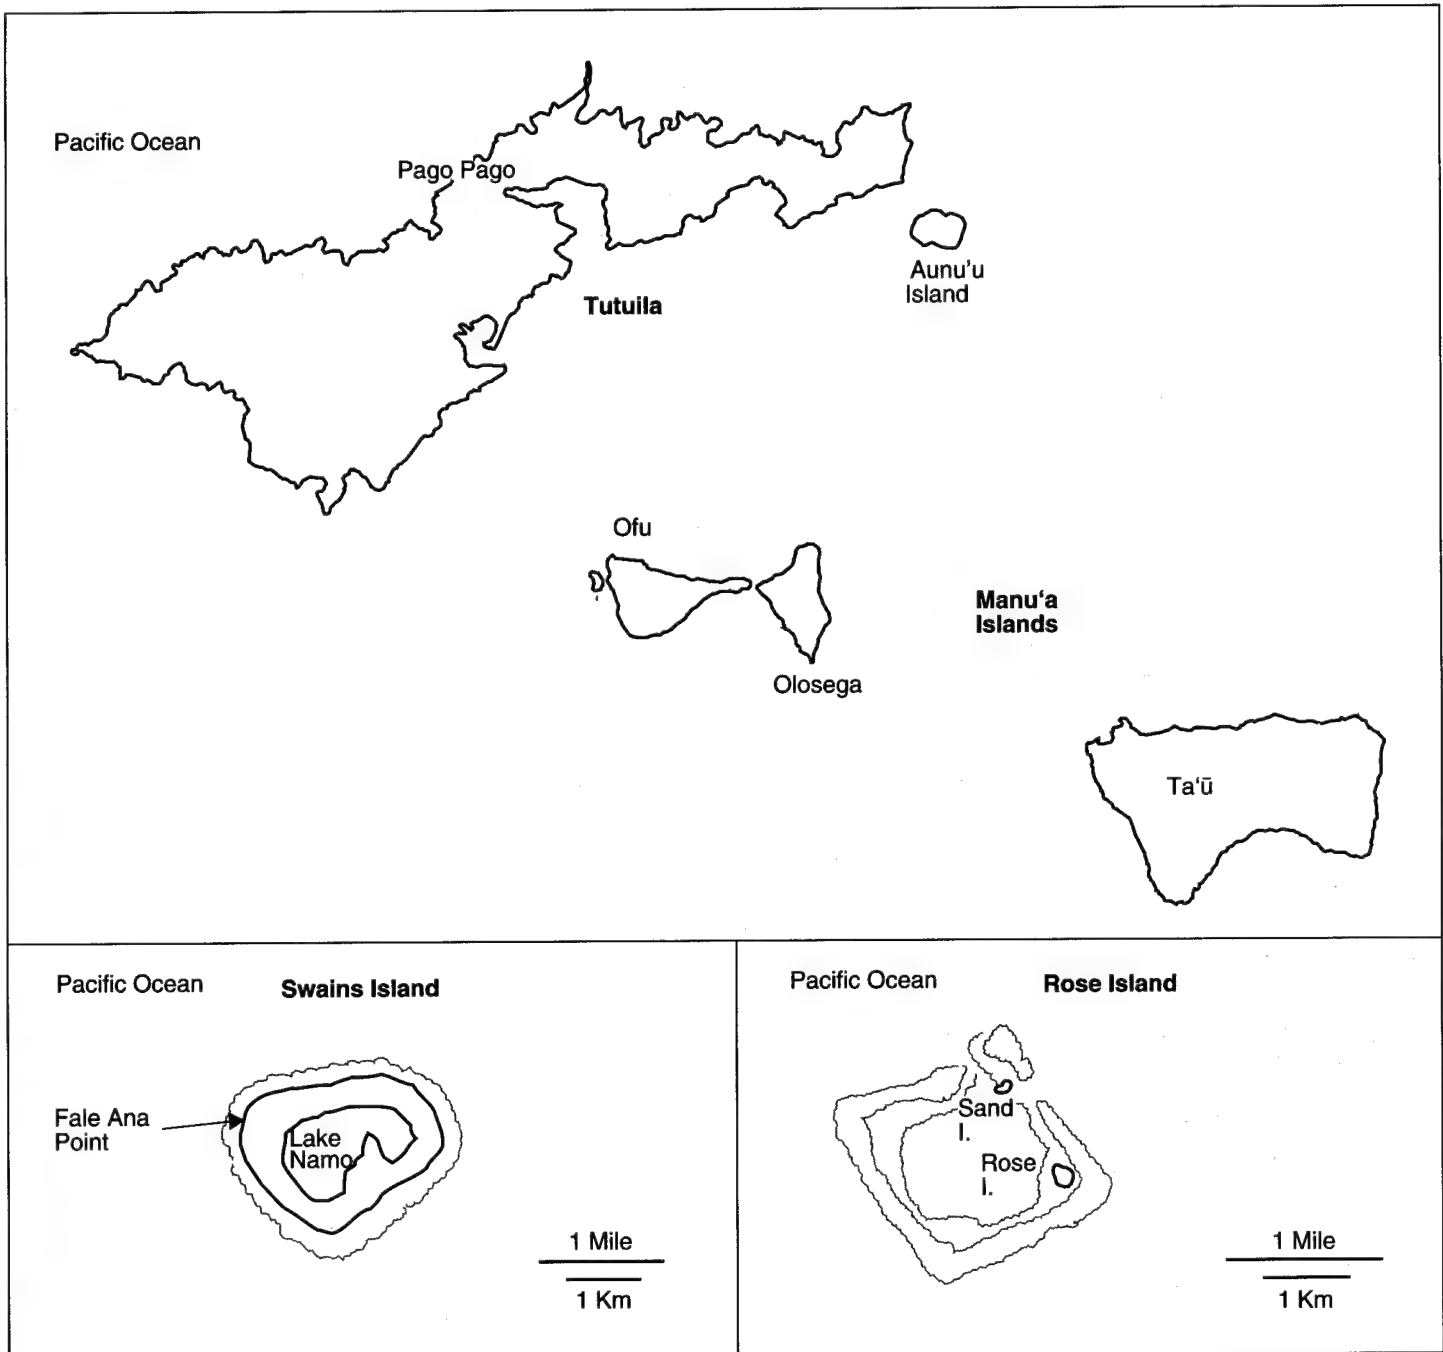 Pacific Ocean
Pago Pago
Aunu’u
Island
Tutuila
Ofu
Manu‘a
Islands
Olosega
Ta‘ū
Pacific Ocean
Swains Island
Fale Ana
Point
Lake
Namo
1 Mile
1 Km
Pacific Ocean
Rose Island
Sand
I.
Rose
I.
1 Mile
1 Km